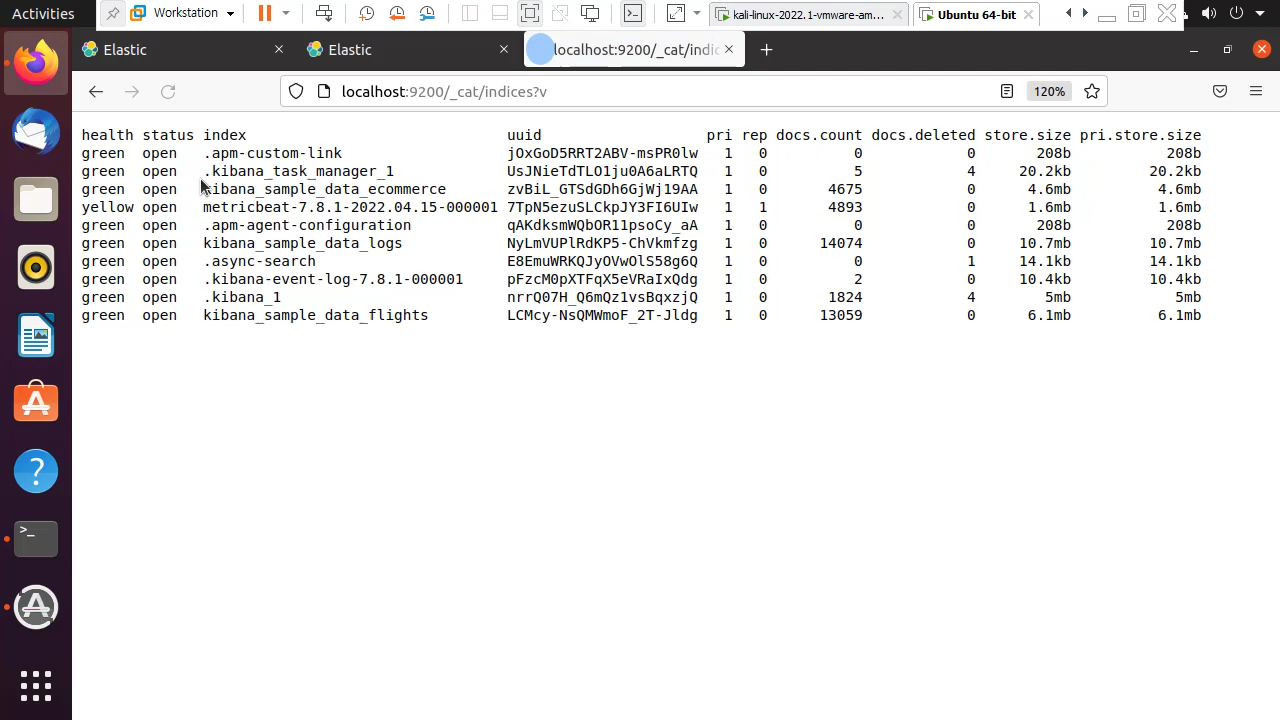 Activities
Workstation
kali-linux-2022.1-vmware-am...
Ubuntu 64-bit
Elastic
Elastic
localhost:9200/_cat/indic
localhost:9200/_cat/indices?v
120%
health status index uuid pri rep docs.count docs.deleted store.size pri.store.size
green open .apm-custom-link jOxGoD5RRT2ABV-msPR0lw 1 0 0 0 208b 208b
green open .kibana_task_manager_1 UsJNieTdTLO1ju0A6aLRTQ 1 0 5 4 20.2kb 20.2kb
green open kibana_sample_data_ecommerce zvBiL_GTSdGDh6GjWj19AA 1 0 4675 0 4.6mb 4.6mb
yellow open metricbeat-7.8.1-2022.04.15-000001 7TpN5ezuSLCkpJY3FI6UIw 1 1 4893 0 1.6mb 1.6mb
green open .apm-agent-configuration qAKdksmWQbOR11psoCy_aA 1 0 0 0 208b 208b
green open kibana_sample_data_logs NyLmVUPlRdKP5-ChVkmfzg 1 0 14074 0 10.7mb 10.7mb
green open .async-search E8EmuWRKQJyOVwOlS58g6Q 1 0 0 1 14.1kb 14.1kb
green open .kibana-event-log-7.8.1-000001 pFzcM0pXTFqX5eVRaIxQdg 1 0 2 0 10.4kb 10.4kb
green open .kibana_1 nrrQ07H_Q6mQz1vsBqxzjQ 1 0 1824 4 5mb 5mb
green open kibana_sample_data_flights LCMcy-NsQMWmoF_2T-Jldg 1 0 13059 0 6.1mb 6.1mb